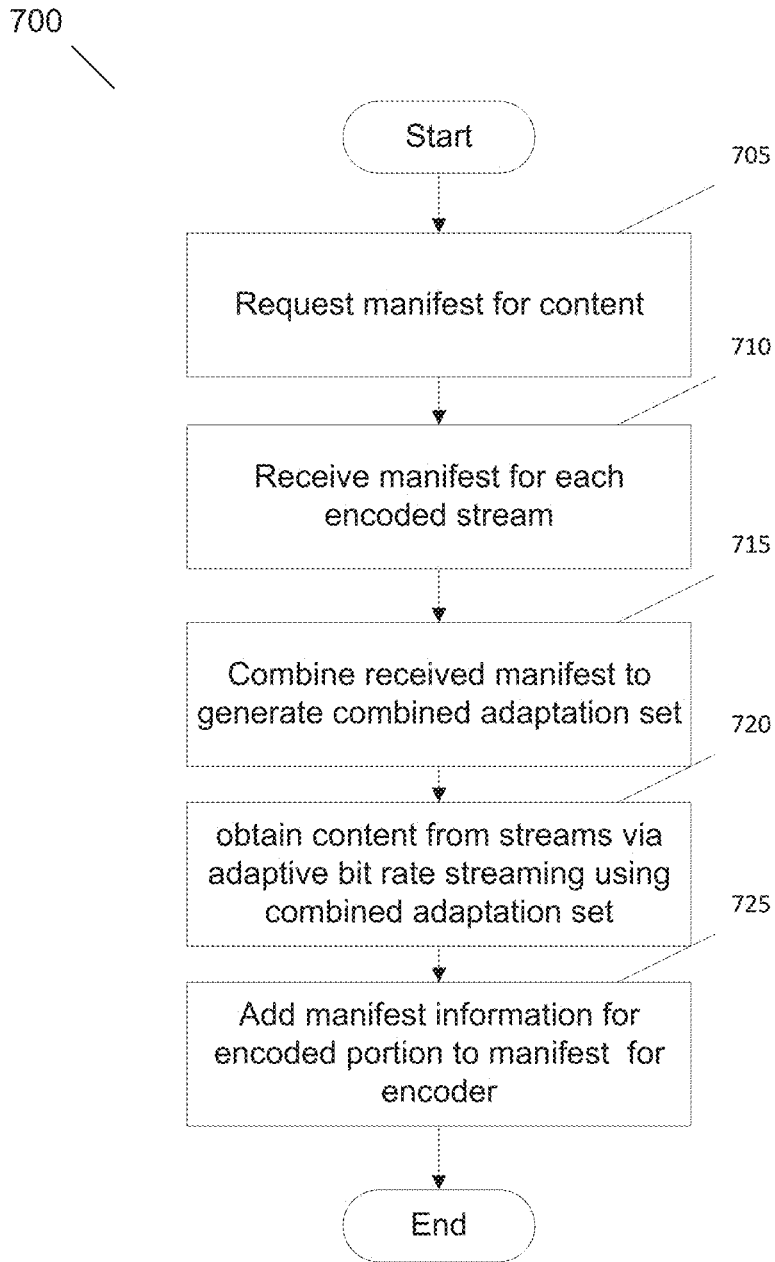 700
Start
705
Request manifest for content
710
Receive manifest for each
encoded stream
715
Combine received manifest to
generate combined adaptation set
720
obtain content from streams via
adaptive bit rate streaming using
combined adaptation set
725
Add manifest information for
encoded portion to manifest for
encoder
End